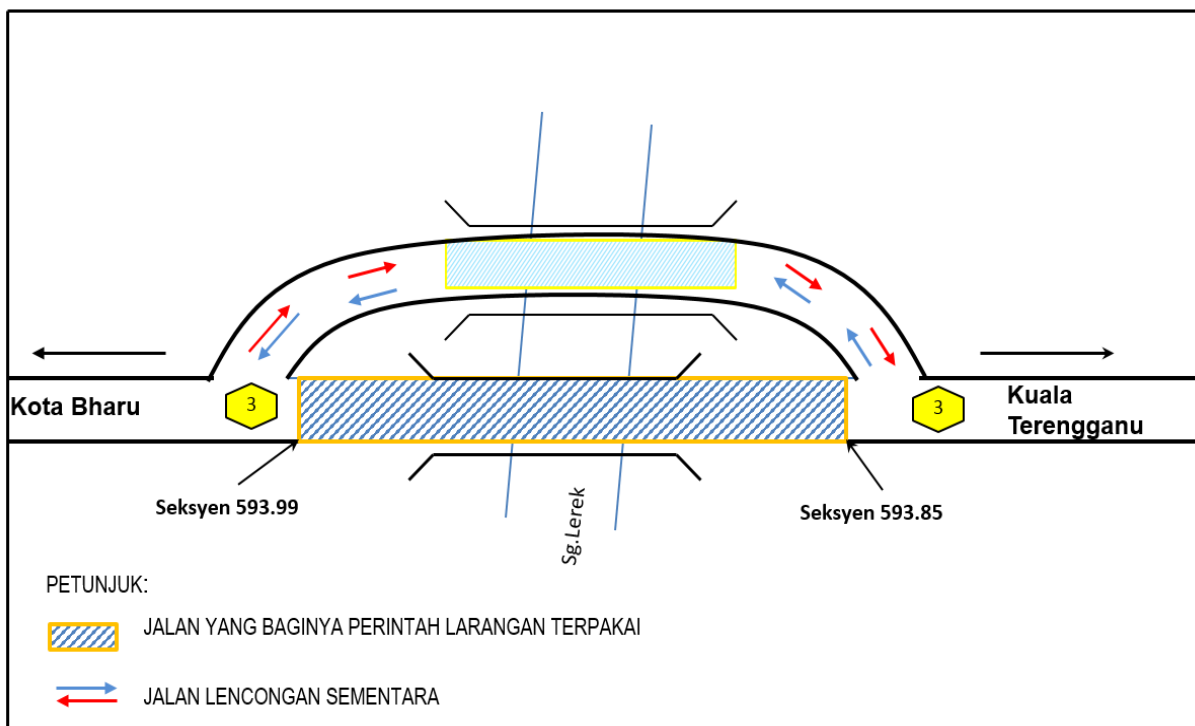 Kota Bharu
3
3
Kuala
Terengganu
Seksyen 593.99
Seksyen 593.85
Sg.Lerek
PETUNJUK:
JALAN YANG BAGINYA PERINTAH LARANGAN TERPAKAI
JALAN LENCONGAN SEMENTARA